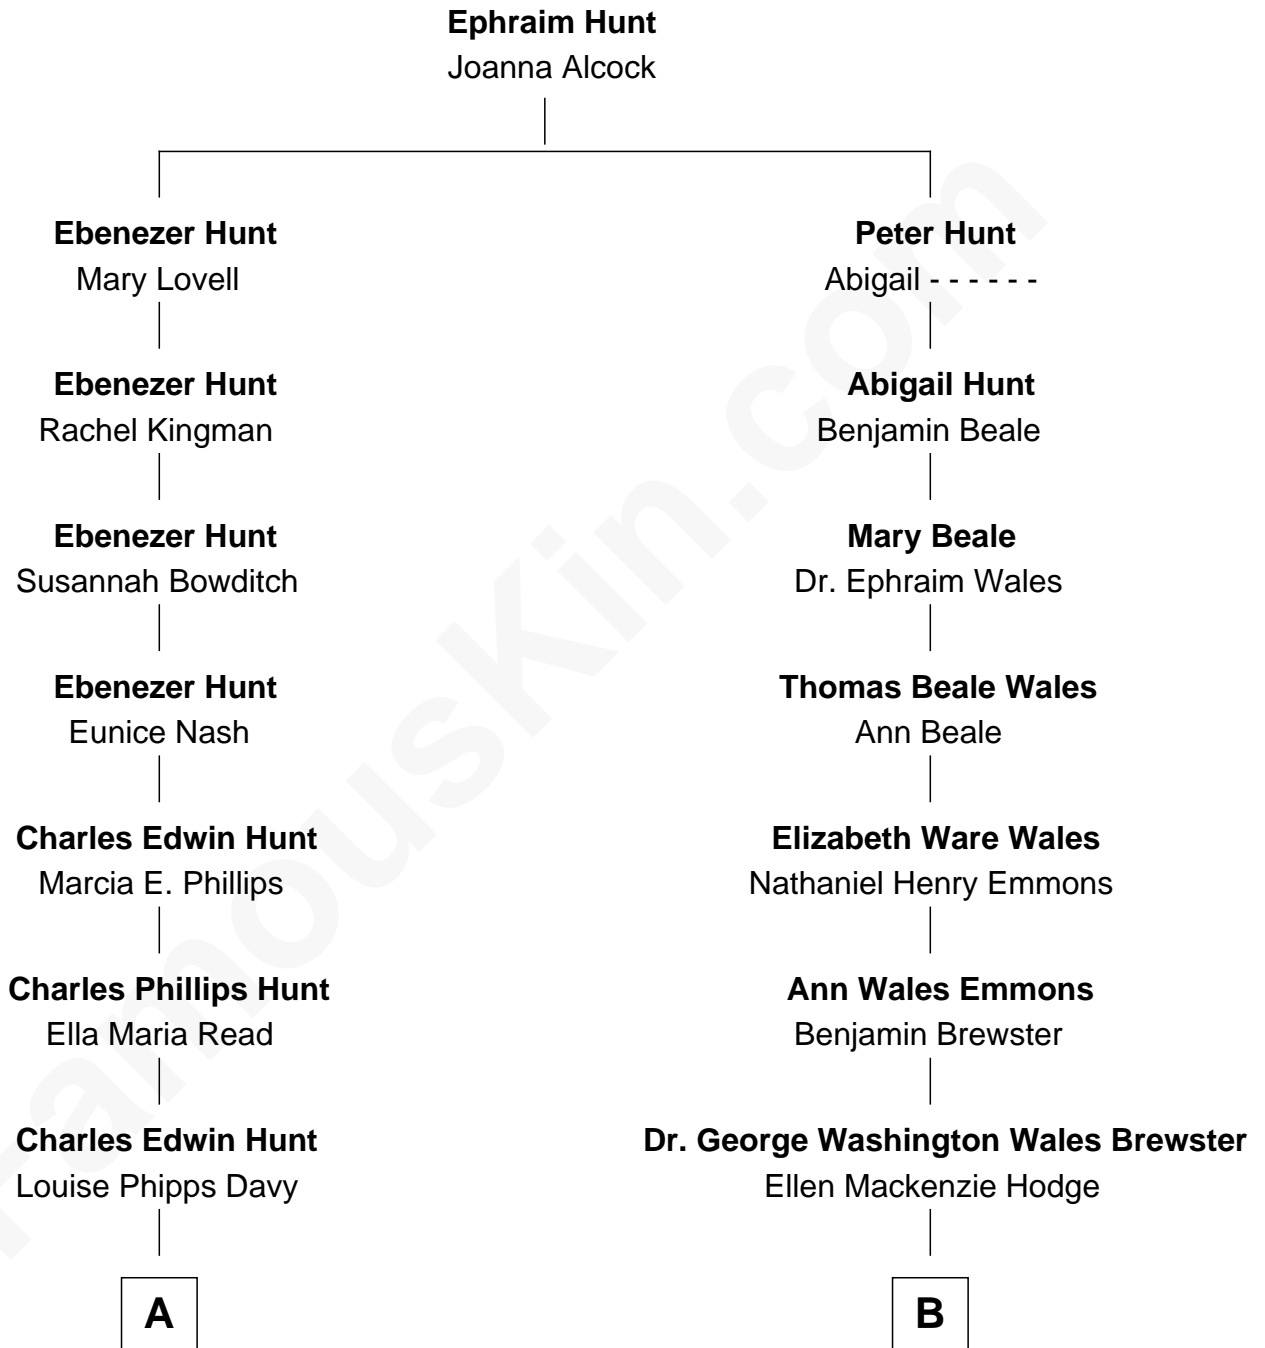 Ephraim Hunt
Joanna Alcock
Ebenezer Hunt
Mary Lovell
Peter Hunt
Abigail - - - - - -
Ebenezer Hunt
Rachel Kingman
Abigail Hunt
Benjamin Beale
Ebenezer Hunt
Susannah Bowditch
Mary Beale
Dr. Ephraim Wales
Ebenezer Hunt
Eunice Nash
Thomas Beale Wales
Ann Beale
Charles Edwin Hunt
Marcia E. Phillips
Elizabeth Ware Wales
Nathaniel Henry Emmons
Charles Phillips Hunt
Ella Maria Read
Ann Wales Emmons
Benjamin Brewster
Charles Edwin Hunt
Louise Phipps Davy
Dr. George Washington Wales Brewster
Ellen Mackenzie Hodge
A
B
FamousKin.com